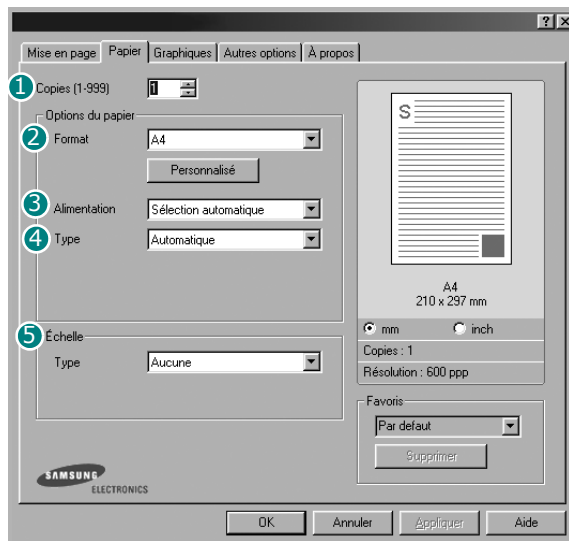 ? x
Mise en page Papier Graphiques Autres options À propos
1 Copies (1-999) 1
Options du papier
2 Format A4
Personnalisé
3 Alimentation Sélection automatique
4 Type Automatique
5 Échelle
Type Aucune
S
A4
210 x 297 mm
mm inch
Copies : 1
Résolution : 600 ppp
Favoris
Par defaut
Supprimer
SAMSUNG
ELECTRONICS
OK Annuler Appliquer Aide